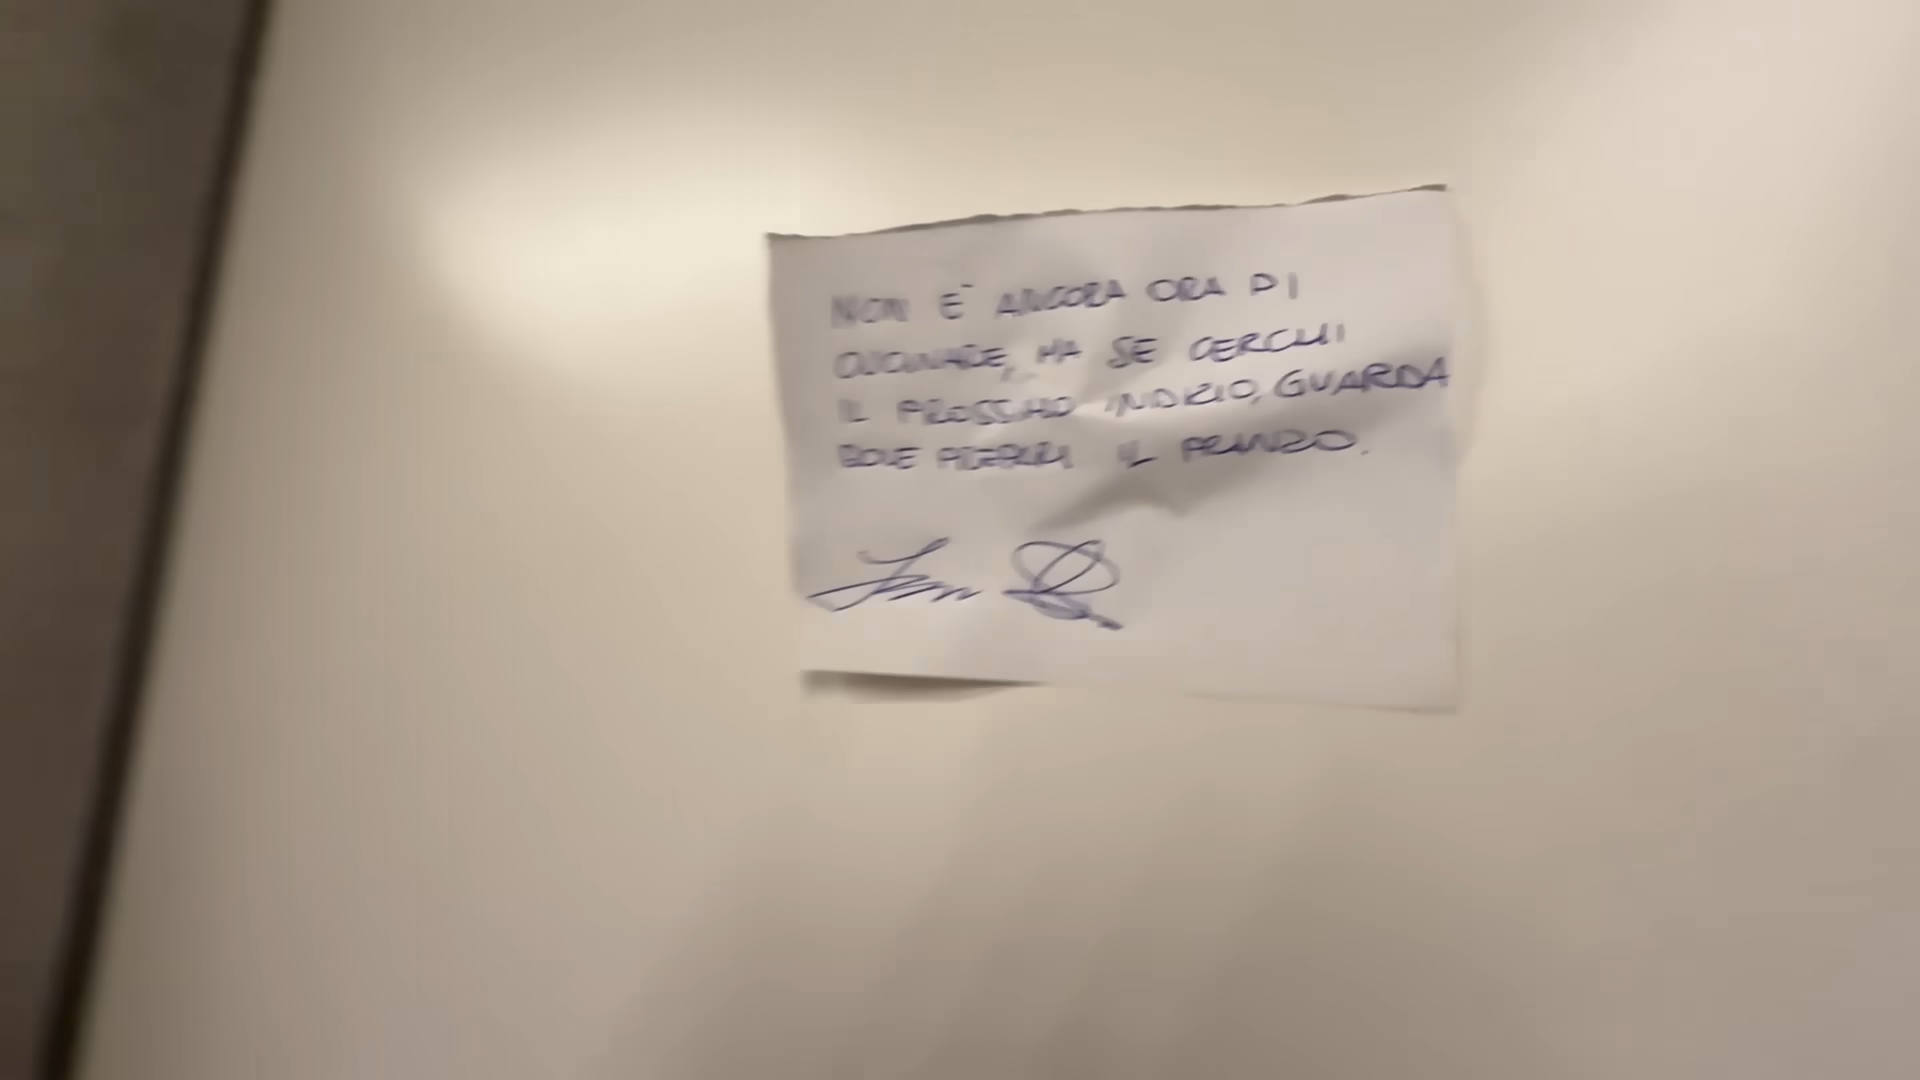 NON E' ANCORA ORA DI
CUCINARE, MA SE CERCHI
IL PROSSIMO INDIZIO, GUARDA
DOVE PREPARI IL PRANZO.